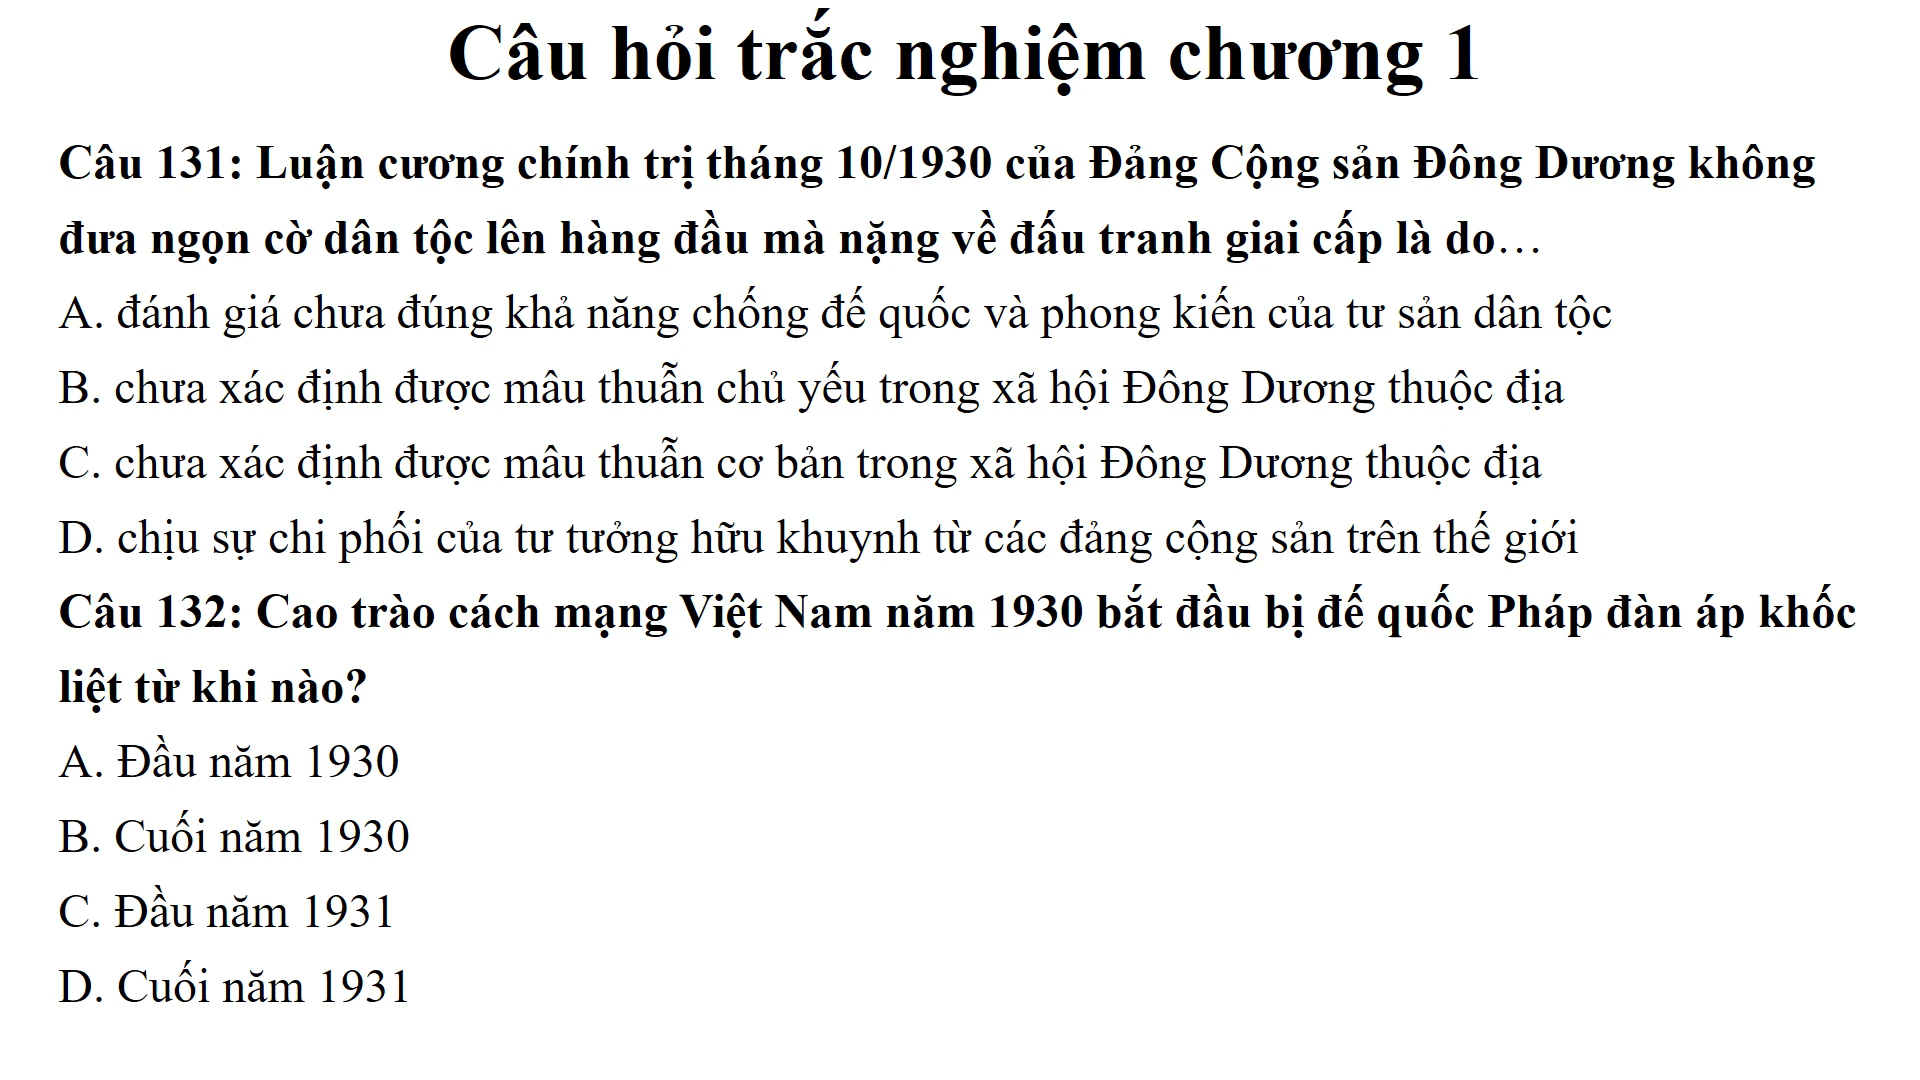 Câu hỏi trắc nghiệm chương 1
Câu 131: Luận cương chính trị tháng 10/1930 của Đảng Cộng sản Đông Dương không
đưa ngọn cờ dân tộc lên hàng đầu mà nặng về đấu tranh giai cấp là do…
A. đánh giá chưa đúng khả năng chống đế quốc và phong kiến của tư sản dân tộc
B. chưa xác định được mâu thuẫn chủ yếu trong xã hội Đông Dương thuộc địa
C. chưa xác định được mâu thuẫn cơ bản trong xã hội Đông Dương thuộc địa
D. chịu sự chi phối của tư tưởng hữu khuynh từ các đảng cộng sản trên thế giới
Câu 132: Cao trào cách mạng Việt Nam năm 1930 bắt đầu bị đế quốc Pháp đàn áp khốc
liệt từ khi nào?
A. Đầu năm 1930
B. Cuối năm 1930
C. Đầu năm 1931
D. Cuối năm 1931